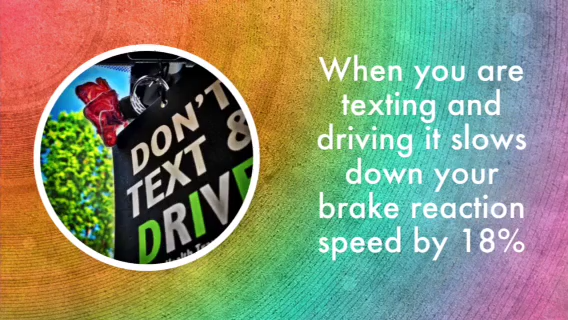 DON'T
TEXT &
DRIVE
When you are
texting and
driving it slows
down your
brake reaction
speed by 18%